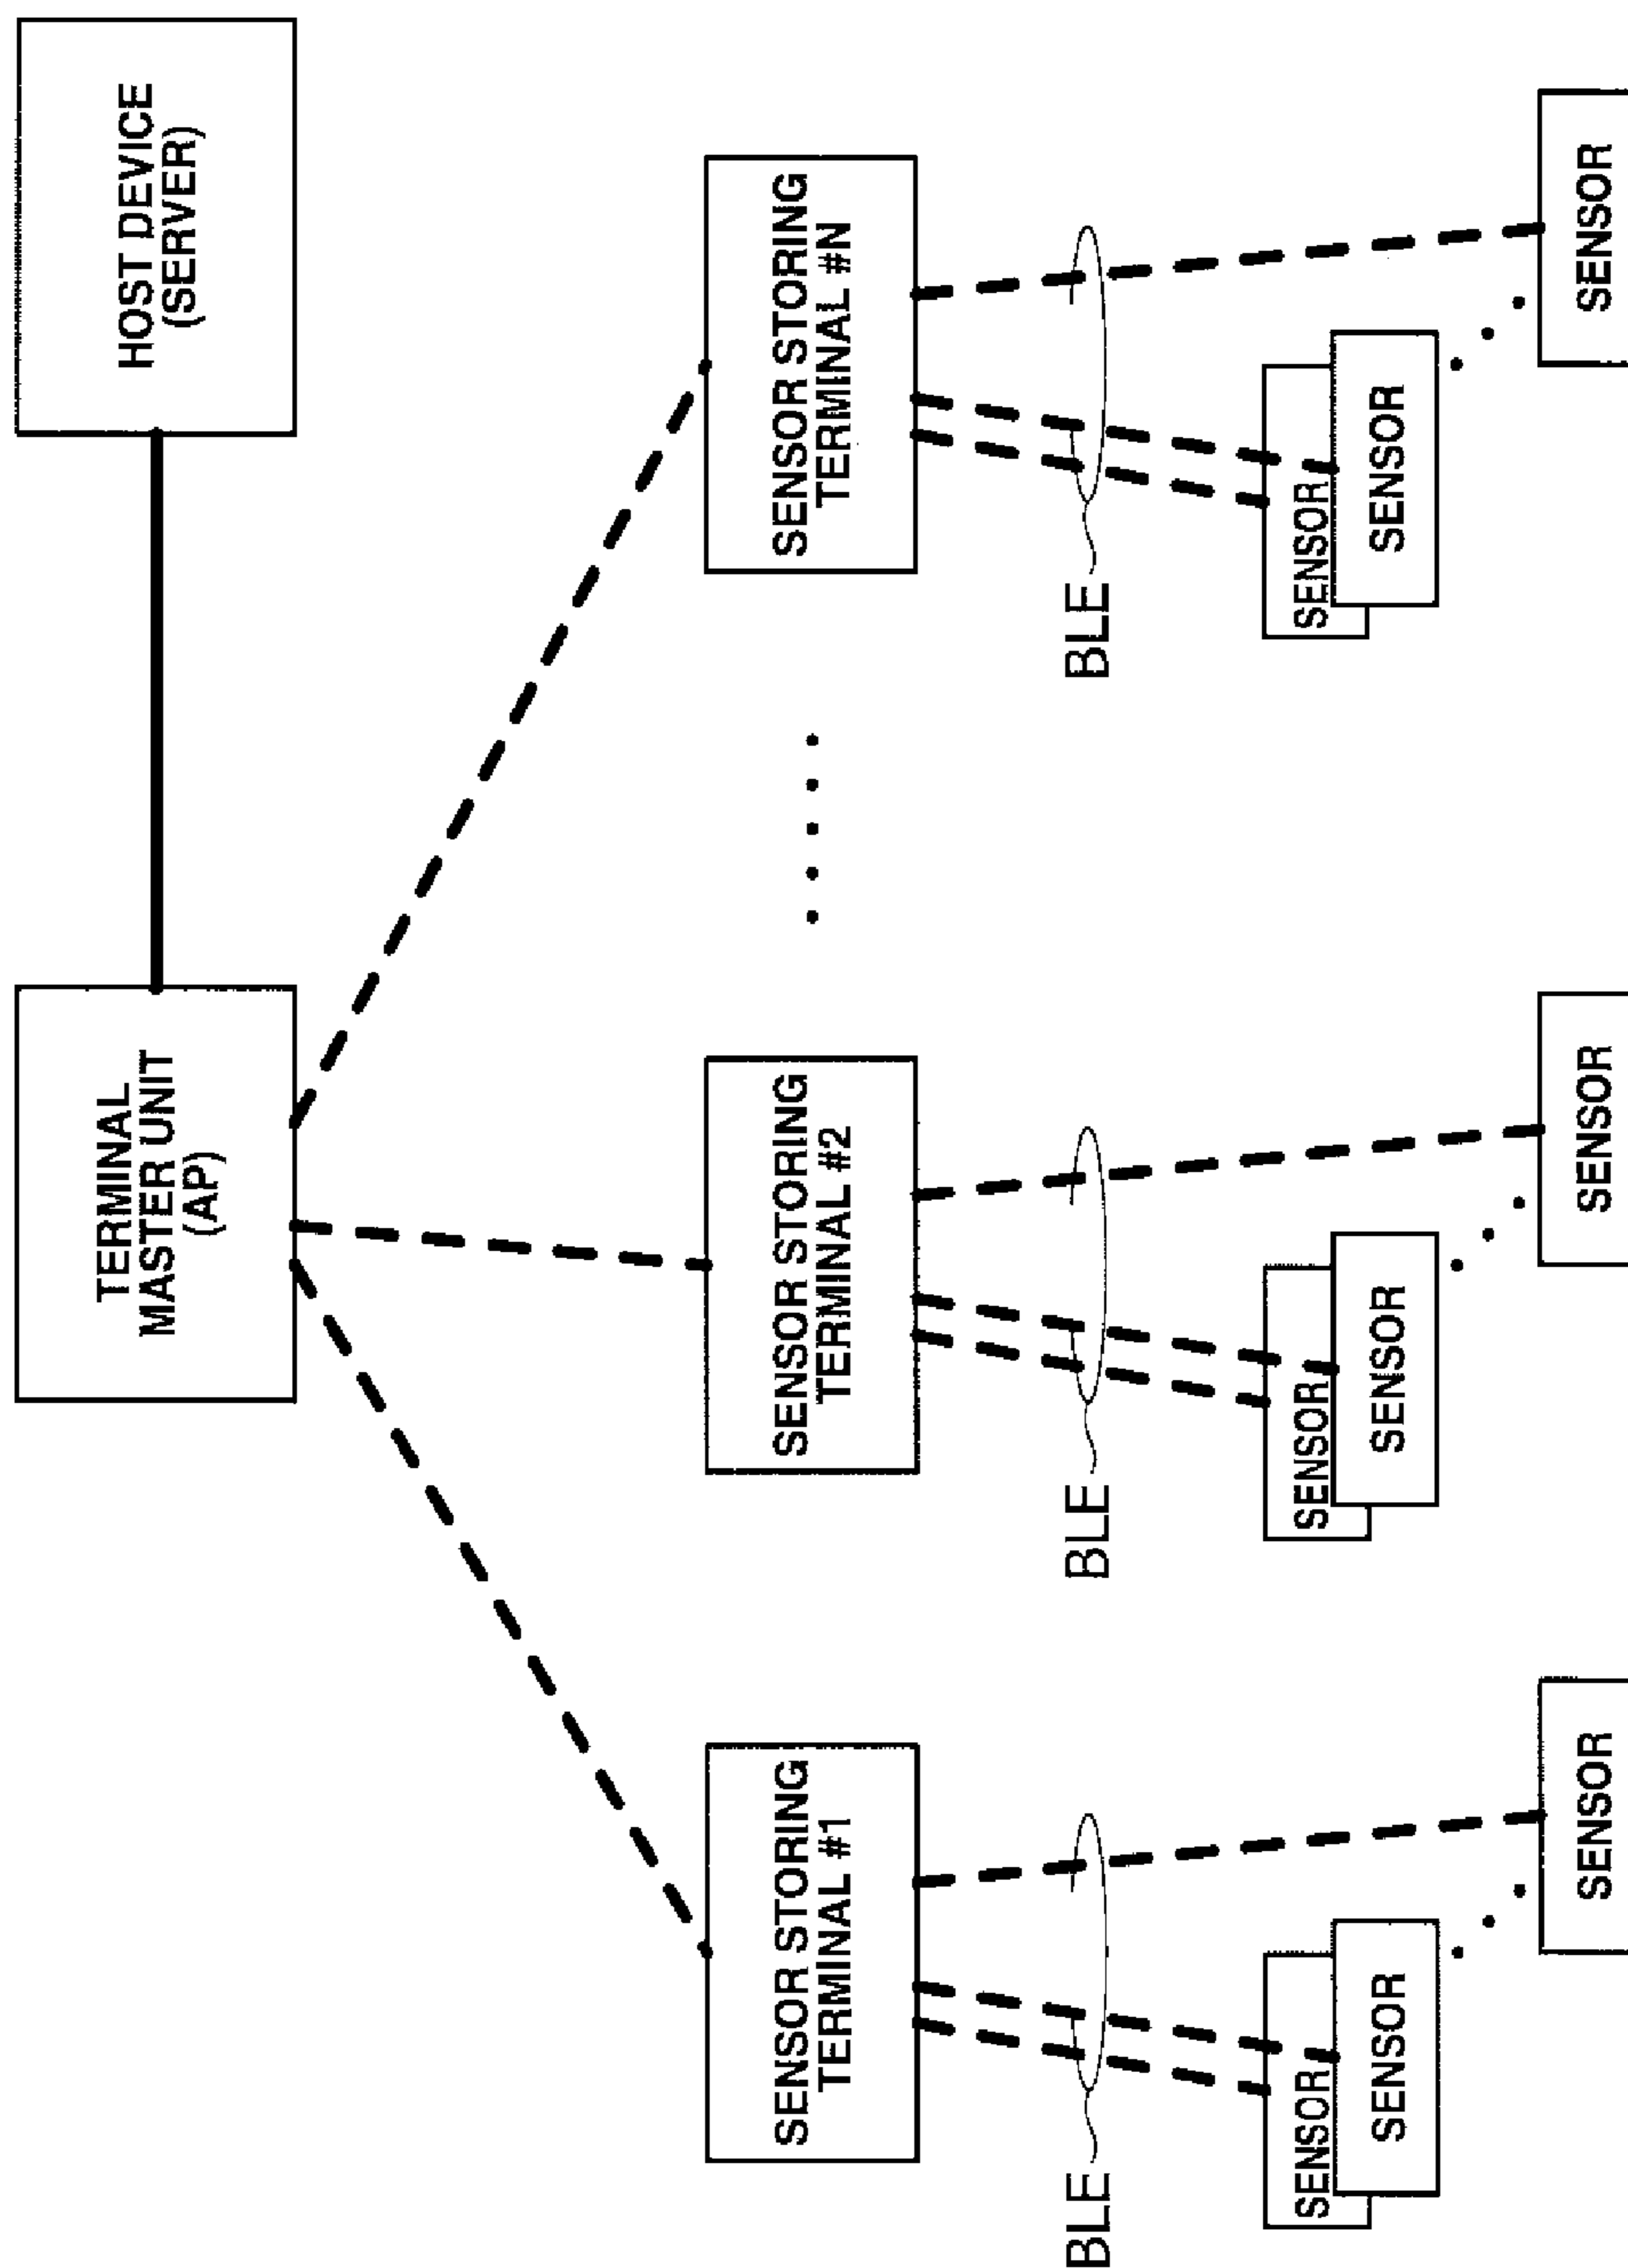 TERMINAL
MASTER UNIT
(AP)
HOST DEVICE
(SERVER)
SENSOR STORING
TERMINAL #1
SENSOR STORING
TERMINAL #2
SENSOR STORING
TERMINAL #N
BLE
BLE
BLE
SENSOR
SENSOR
SENSOR
SENSOR
SENSOR
SENSOR
SENSOR
SENSOR
SENSOR